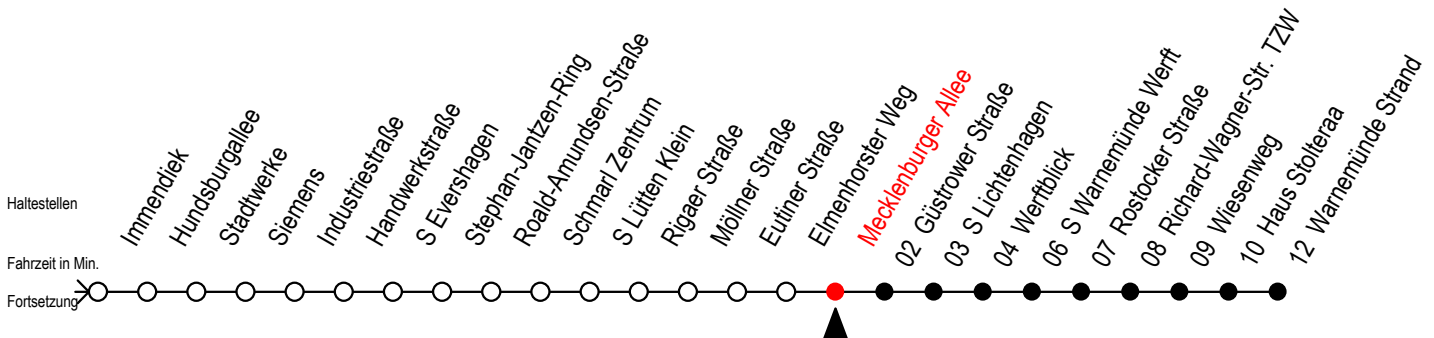 Haltestellen
Immendiek
Hundsburgallee
Stadtwerke
Siemens
Industriestraße
Handwerkstraße
S Evershagen
Stephan-Jantzen-Ring
Roald-Amundsen-Straße
Schmarl Zentrum
S Lütten Klein
Rigaer Straße
Möllner Straße
Eutiner Straße
Elmenhorster Weg
Mecklenburger Allee
02 Güstrower Straße
03 S Lichtenhagen
04 Werftblick
06 S Warnemünde Werft
07 Rostocker Straße
08 Richard-Wagner-Str. TZW
09 Wiesenweg
10 Haus Stolteraa
12 Warnemünde Strand
Fahrzeit in Min.
Fortsetzung